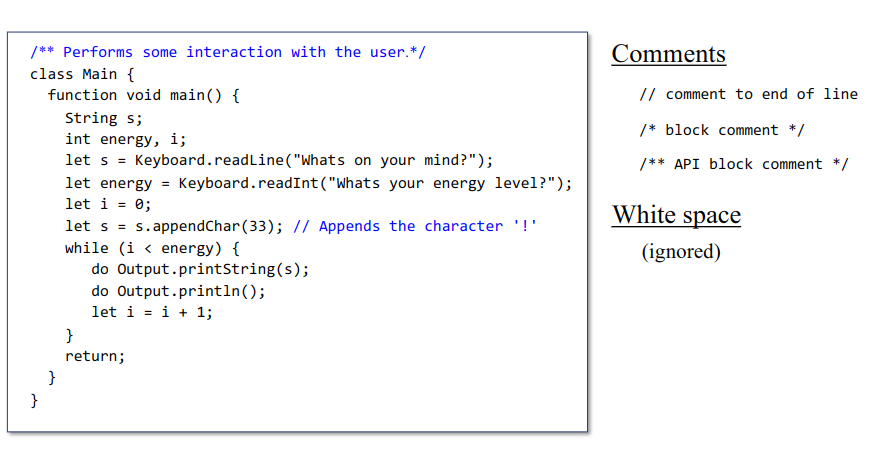 /** Performs some interaction with the user.*/
class Main {
function void main() {
String s;
int energy, i;
let s = Keyboard.readLine("Whats on your mind?");
let energy = Keyboard.readInt("Whats your energy level?");
let i = 0;
let s = s.appendChar(33); // Appends the character '!'
while (i < energy) {
do Output.printString(s);
do Output.println();
let i = i + 1;
}
return;
}
}
Comments
// comment to end of line
/* block comment */
/** API block comment */
White space
(ignored)